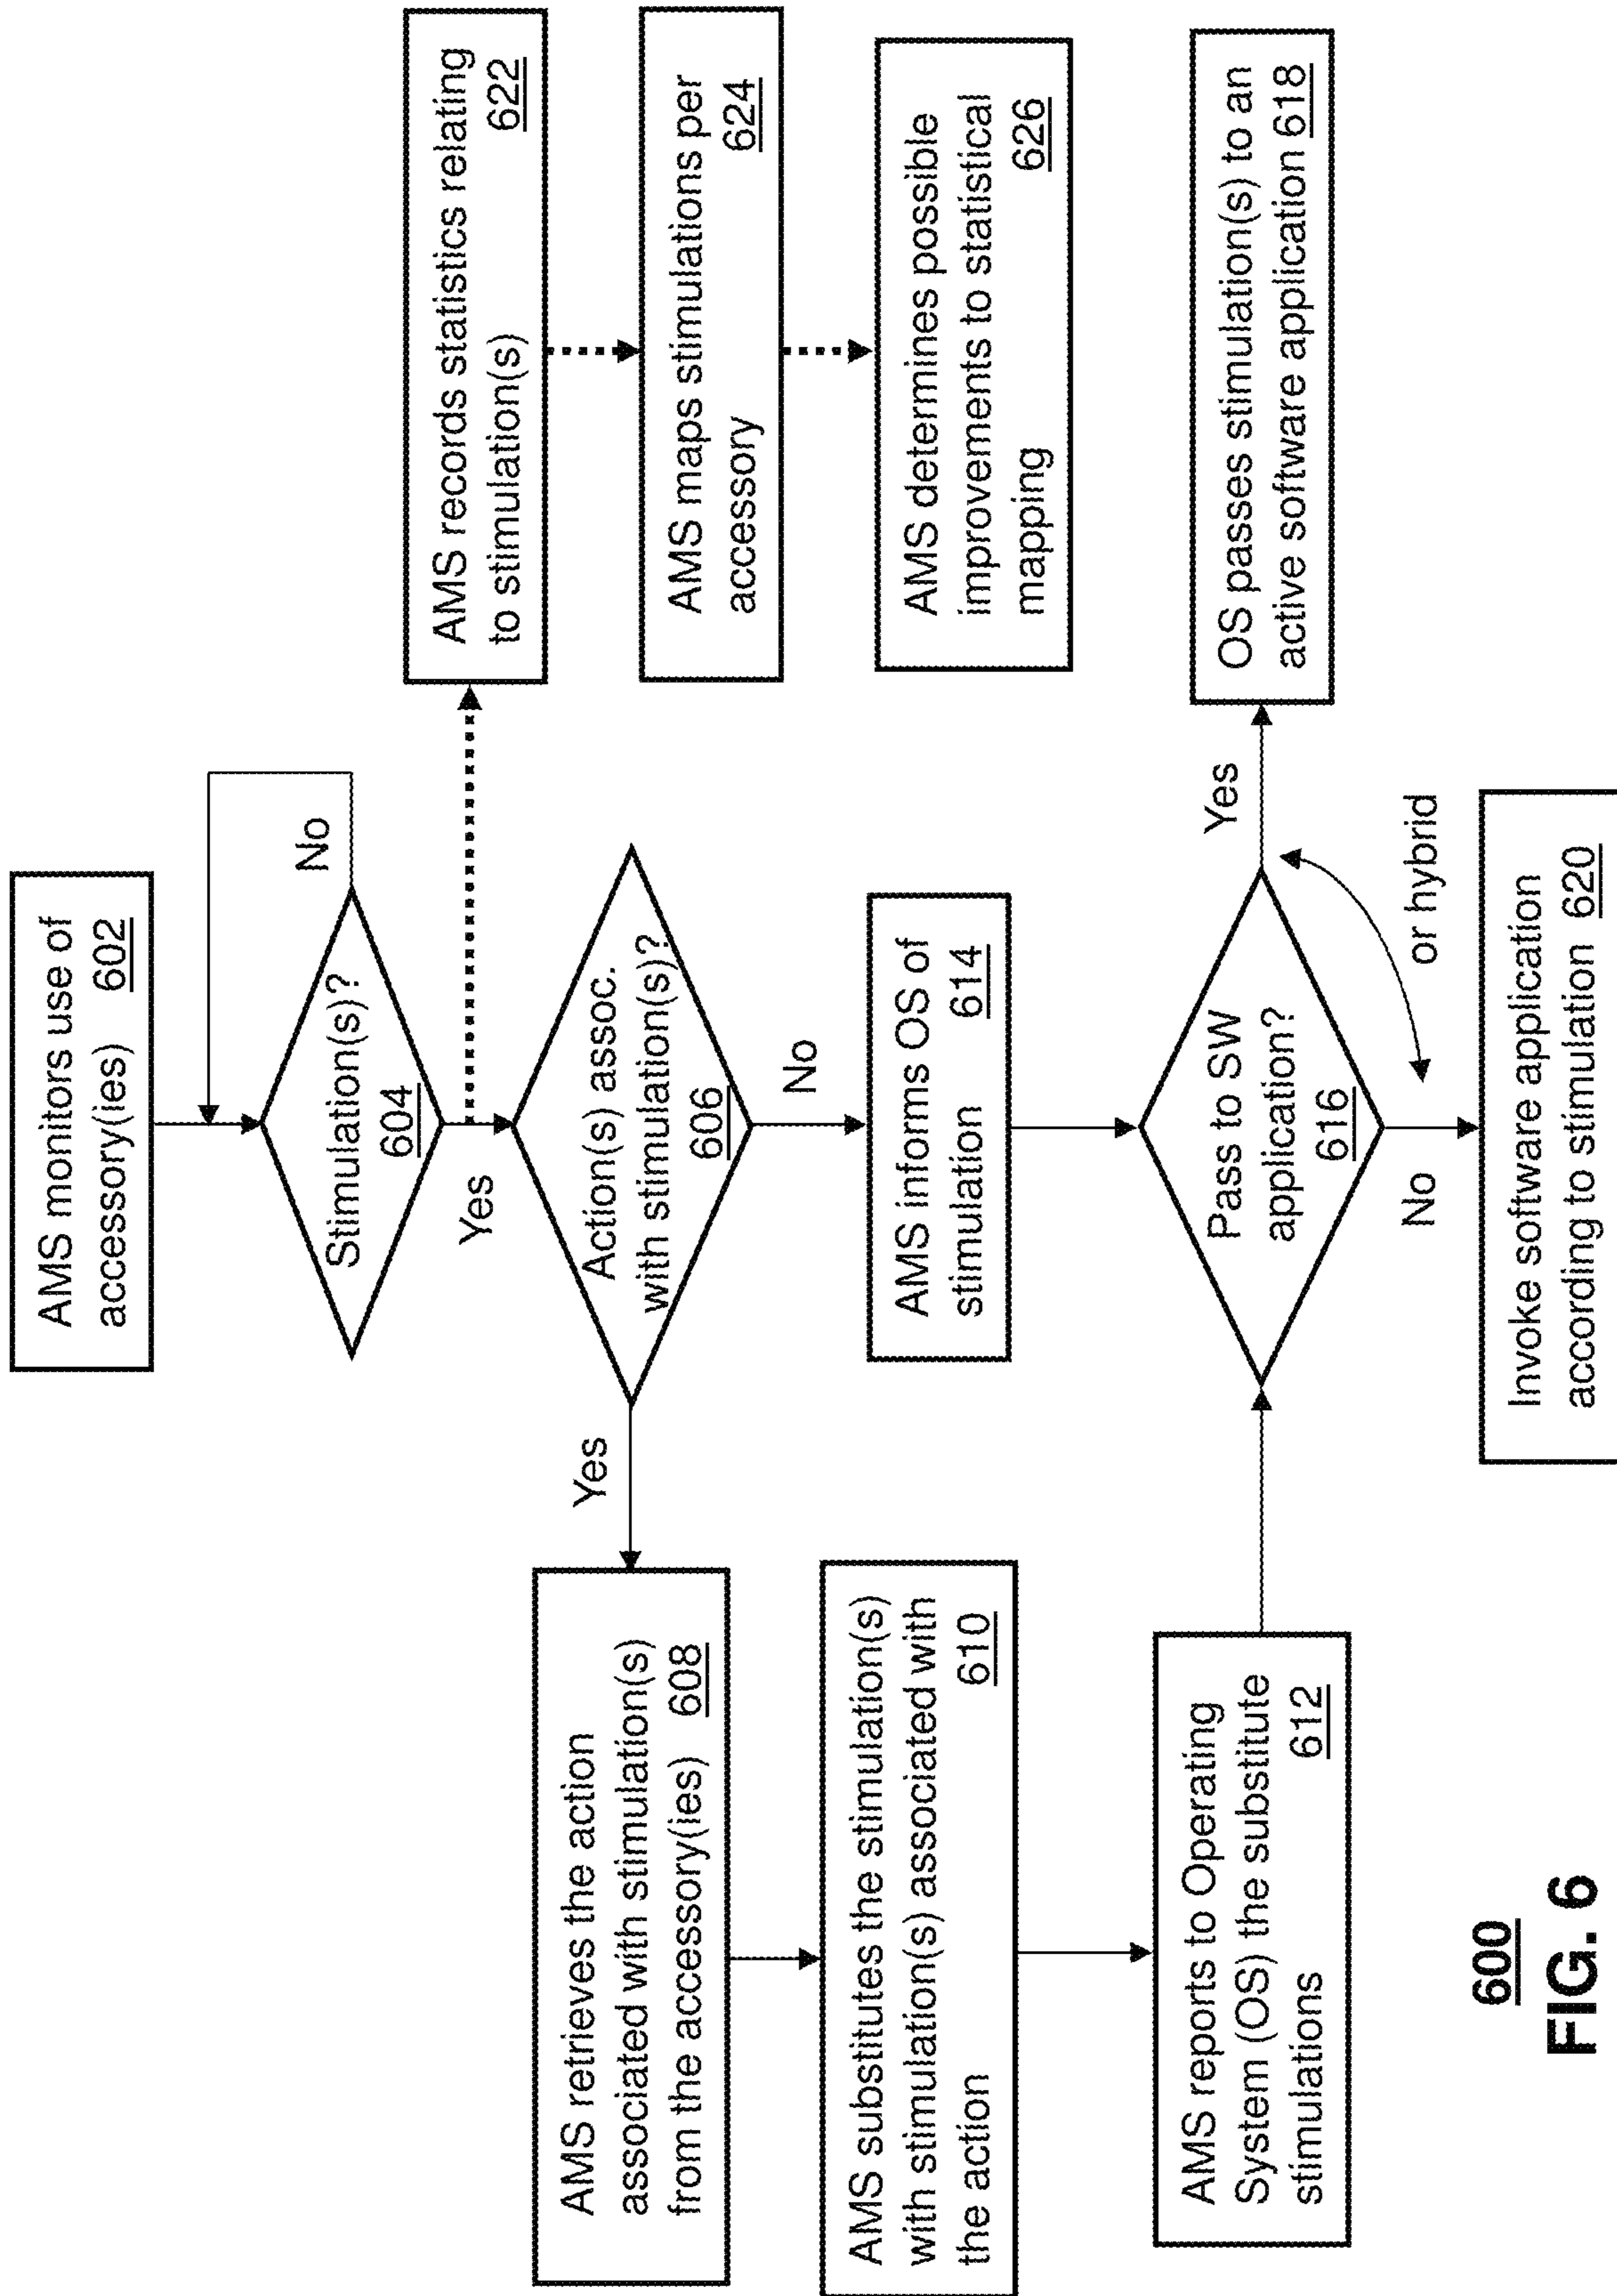 AMS monitors use of
accessory(ies) 602
No
Stimulation(s)?
604
Yes
AMS records statistics relating
to stimulation(s) 622
AMS maps stimulations per
accessory 624
AMS determines possible
improvements to statistical
mapping 626
Action(s) assoc.
with stimulation(s)?
606
Yes
No
AMS retrieves the action
associated with stimulation(s)
from the accessory(ies) 608
AMS substitutes the stimulation(s)
with stimulation(s) associated with
the action 610
AMS reports to Operating
System (OS) the substitute
stimulations 612
AMS informs OS of
stimulation 614
Pass to SW
application?
616
Yes
or hybrid
No
OS passes stimulation(s) to an
active software application 618
Invoke software application
according to stimulation 620
600
FIG. 6